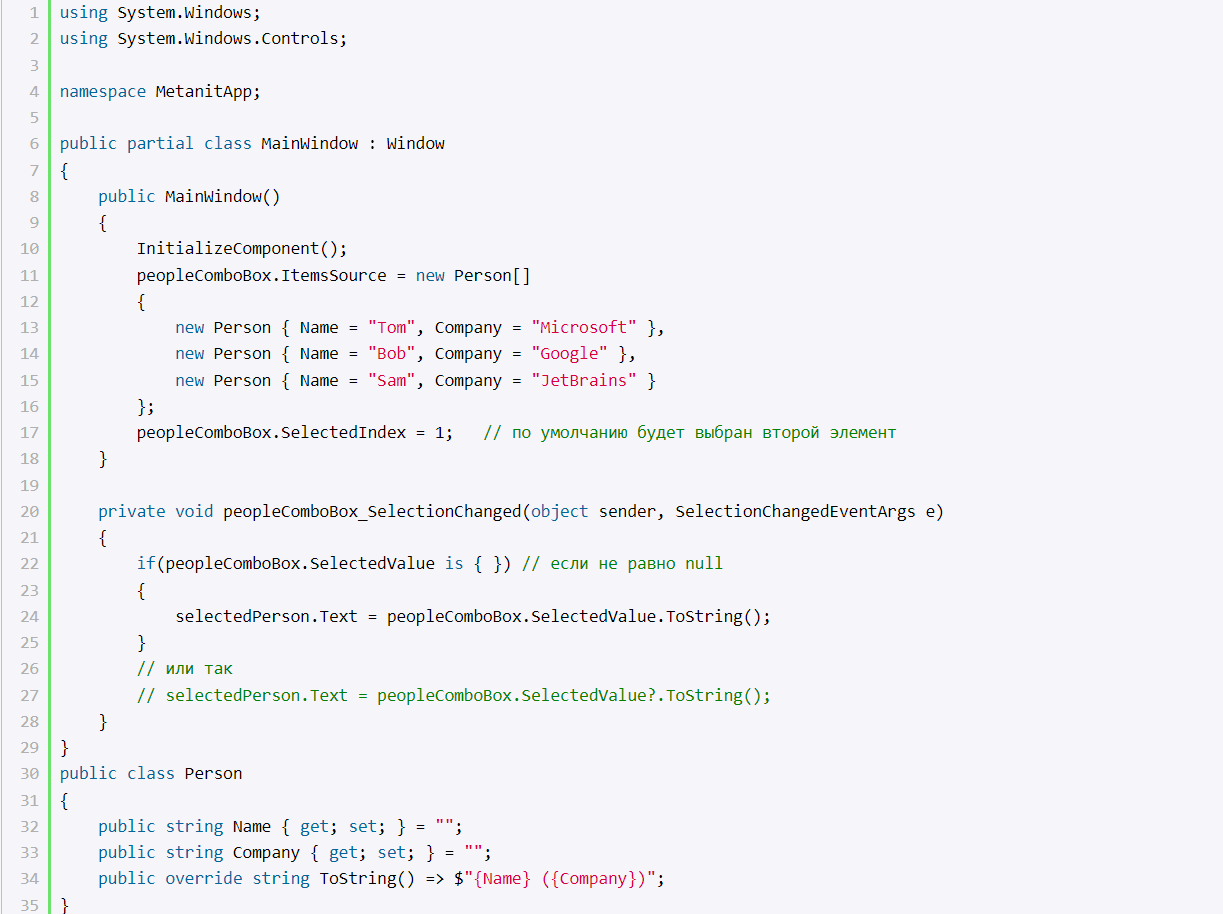 1 using System.Windows;
2 using System.Windows.Controls;
3
4 namespace MetanitApp;
5
6 public partial class MainWindow : Window
7 {
8     public MainWindow()
9     {
10         InitializeComponent();
11         peopleComboBox.ItemsSource = new Person[]
12         {
13             new Person { Name = "Tom", Company = "Microsoft" },
14             new Person { Name = "Bob", Company = "Google" },
15             new Person { Name = "Sam", Company = "JetBrains" }
16         };
17         peopleComboBox.SelectedIndex = 1;   // по умолчанию будет выбран второй элемент
18     }
19
20     private void peopleComboBox_SelectionChanged(object sender, SelectionChangedEventArgs e)
21     {
22         if(peopleComboBox.SelectedValue is { }) // если не равно null
23         {
24             selectedPerson.Text = peopleComboBox.SelectedValue.ToString();
25         }
26         // или так
27         // selectedPerson.Text = peopleComboBox.SelectedValue?.ToString();
28     }
29 }
30 public class Person
31 {
32     public string Name { get; set; } = "";
33     public string Company { get; set; } = "";
34     public override string ToString() => $"{Name} ({Company})";
35 }